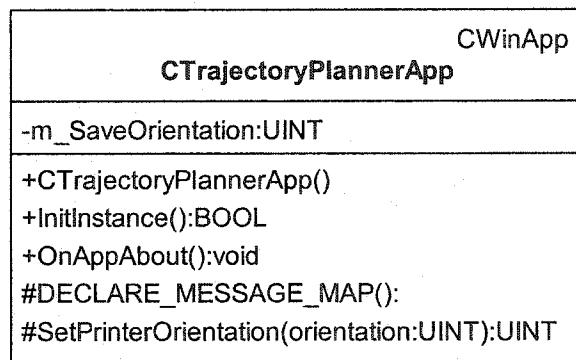 CWinApp
CTrajectoryPlannerApp
-m_SaveOrientation:UINT
+CTrajectoryPlannerApp()
+InitInstance():BOOL
+OnAppAbout():void
#DECLARE_MESSAGE_MAP():
#SetPrinterOrientation(orientation:UINT):UINT